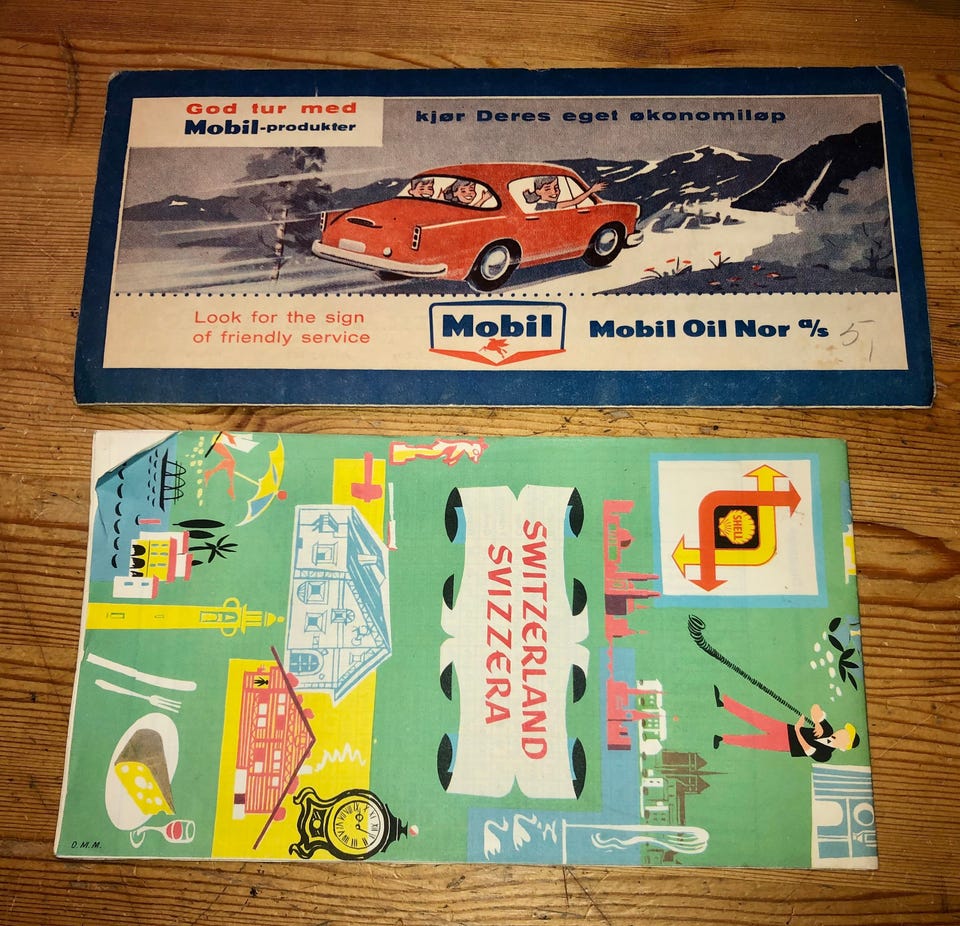 God tur med
Mobil-produkter
kjør Deres eget økonomiløp
Look for the sign
of friendly service
Mobil
Mobil Oil Nor a/s
5
SWITZERLAND
SVIZZERA
SHELL
D.M.M.